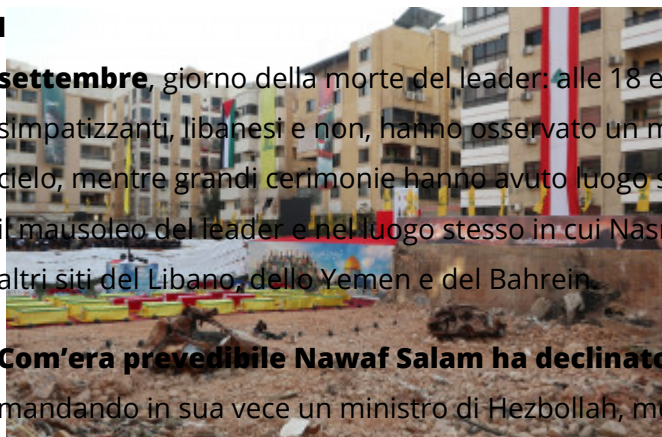 settembre, giorno della morte del leader: alle 18 e
simpatizzanti, libanesi e non, hanno osservato un
cielo, mentre grandi cerimonie hanno avuto luogo
il mausoleo del leader e nel luogo stesso in cui Nasr
altri siti del Libano, dello Yemen e del Bahrein.
Com’era prevedibile Nawaf Salam ha declinato
mandando in sua vece un ministro di Hezbollah,